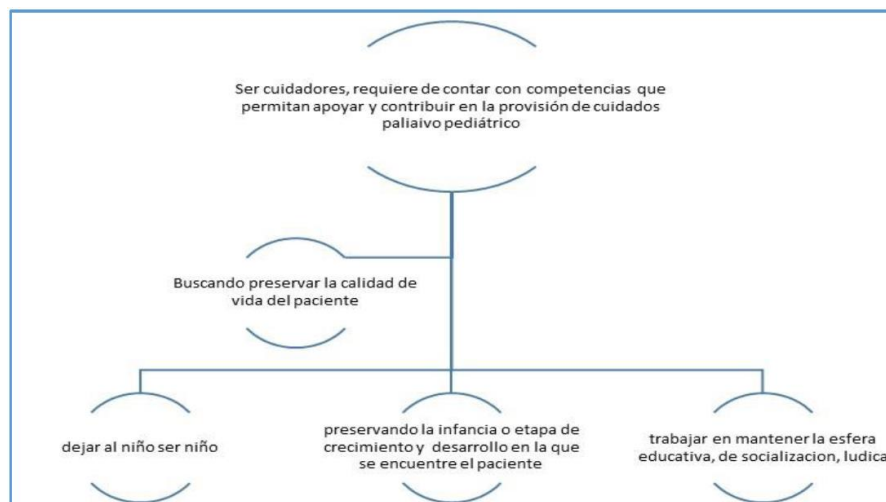 Ser cuidadores, requiere de contar con competencias que
permitan apoyar y contribuir en la provisión de cuidados
paliaivo pediátrico
Buscando preservar la calidad de
vida del paciente
dejar al niño ser niño
preservando la infancia o etapa de
crecimiento y desarrollo en la que
se encuentre el paciente
trabajar en mantener la esfera
educativa, de socializacion, ludica